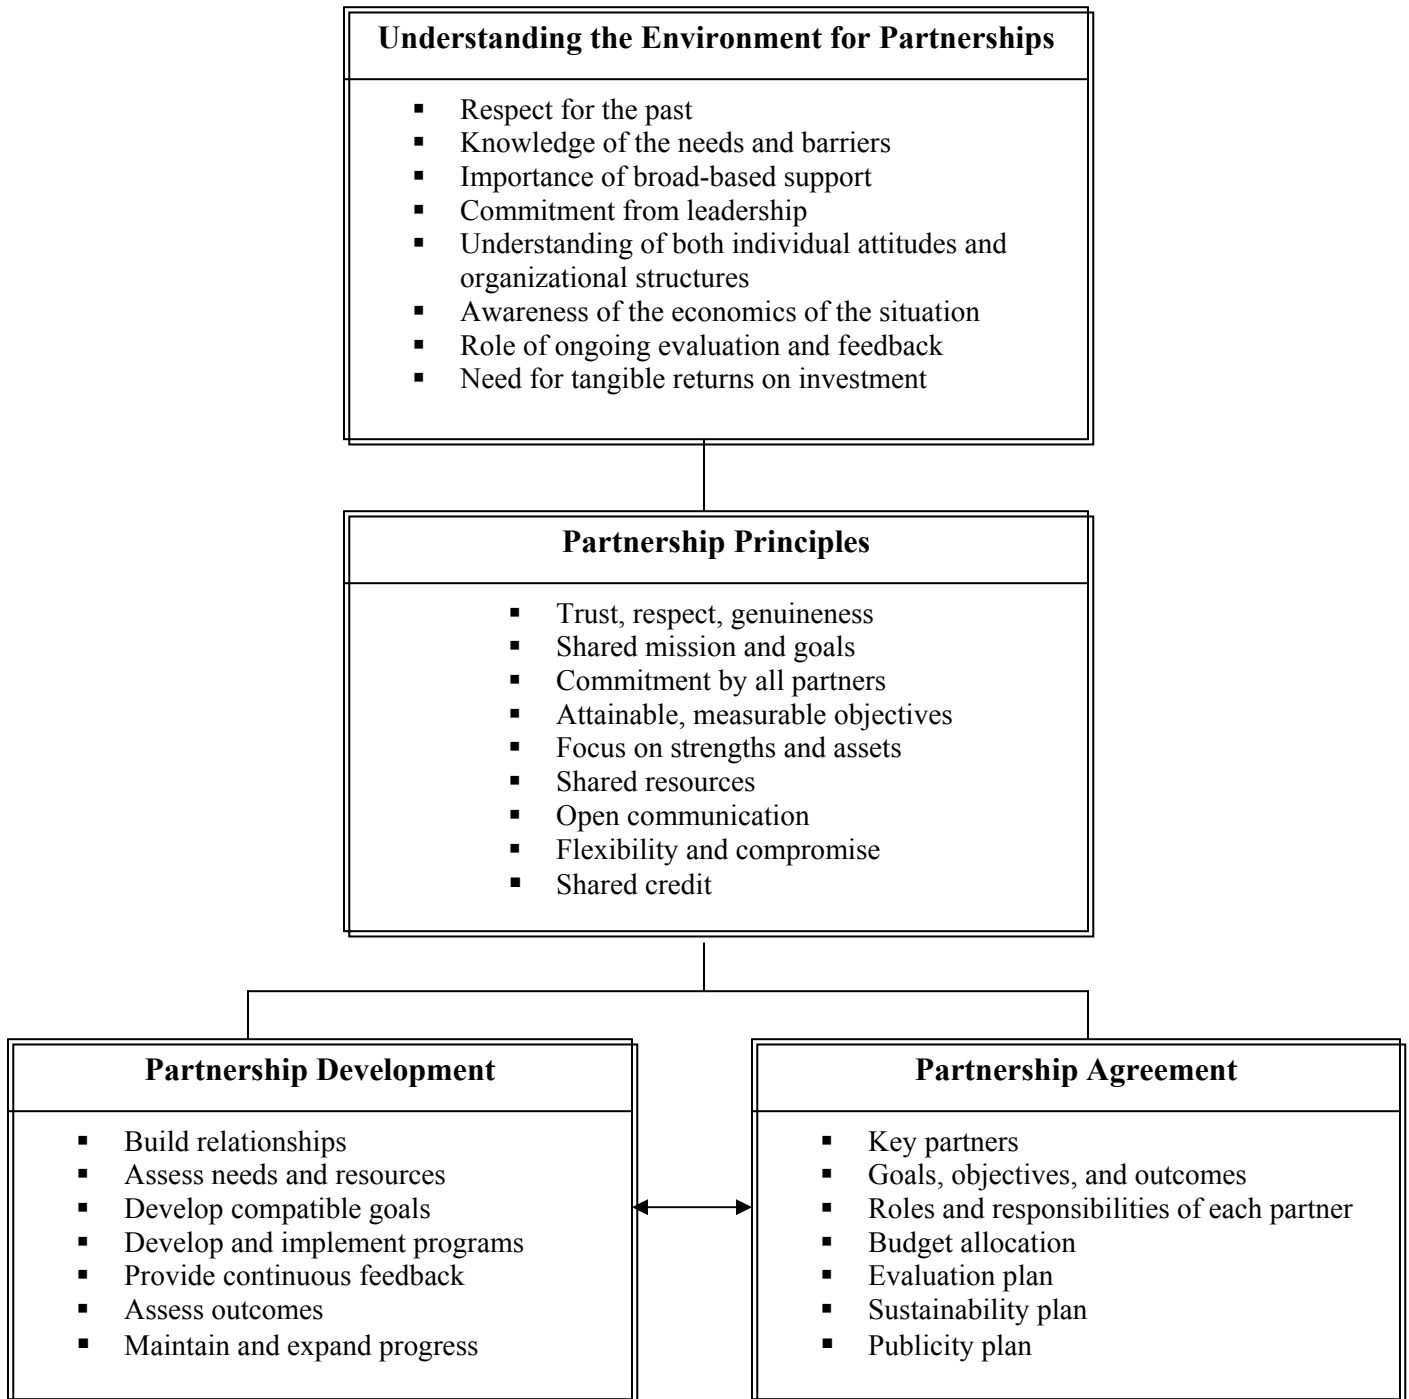 Understanding the Environment for Partnerships
▪ Respect for the past
▪ Knowledge of the needs and barriers
▪ Importance of broad-based support
▪ Commitment from leadership
▪ Understanding of both individual attitudes and
organizational structures
▪ Awareness of the economics of the situation
▪ Role of ongoing evaluation and feedback
▪ Need for tangible returns on investment
Partnership Principles
▪ Trust, respect, genuineness
▪ Shared mission and goals
▪ Commitment by all partners
▪ Attainable, measurable objectives
▪ Focus on strengths and assets
▪ Shared resources
▪ Open communication
▪ Flexibility and compromise
▪ Shared credit
Partnership Development
▪ Build relationships
▪ Assess needs and resources
▪ Develop compatible goals
▪ Develop and implement programs
▪ Provide continuous feedback
▪ Assess outcomes
▪ Maintain and expand progress
Partnership Agreement
▪ Key partners
▪ Goals, objectives, and outcomes
▪ Roles and responsibilities of each partner
▪ Budget allocation
▪ Evaluation plan
▪ Sustainability plan
▪ Publicity plan